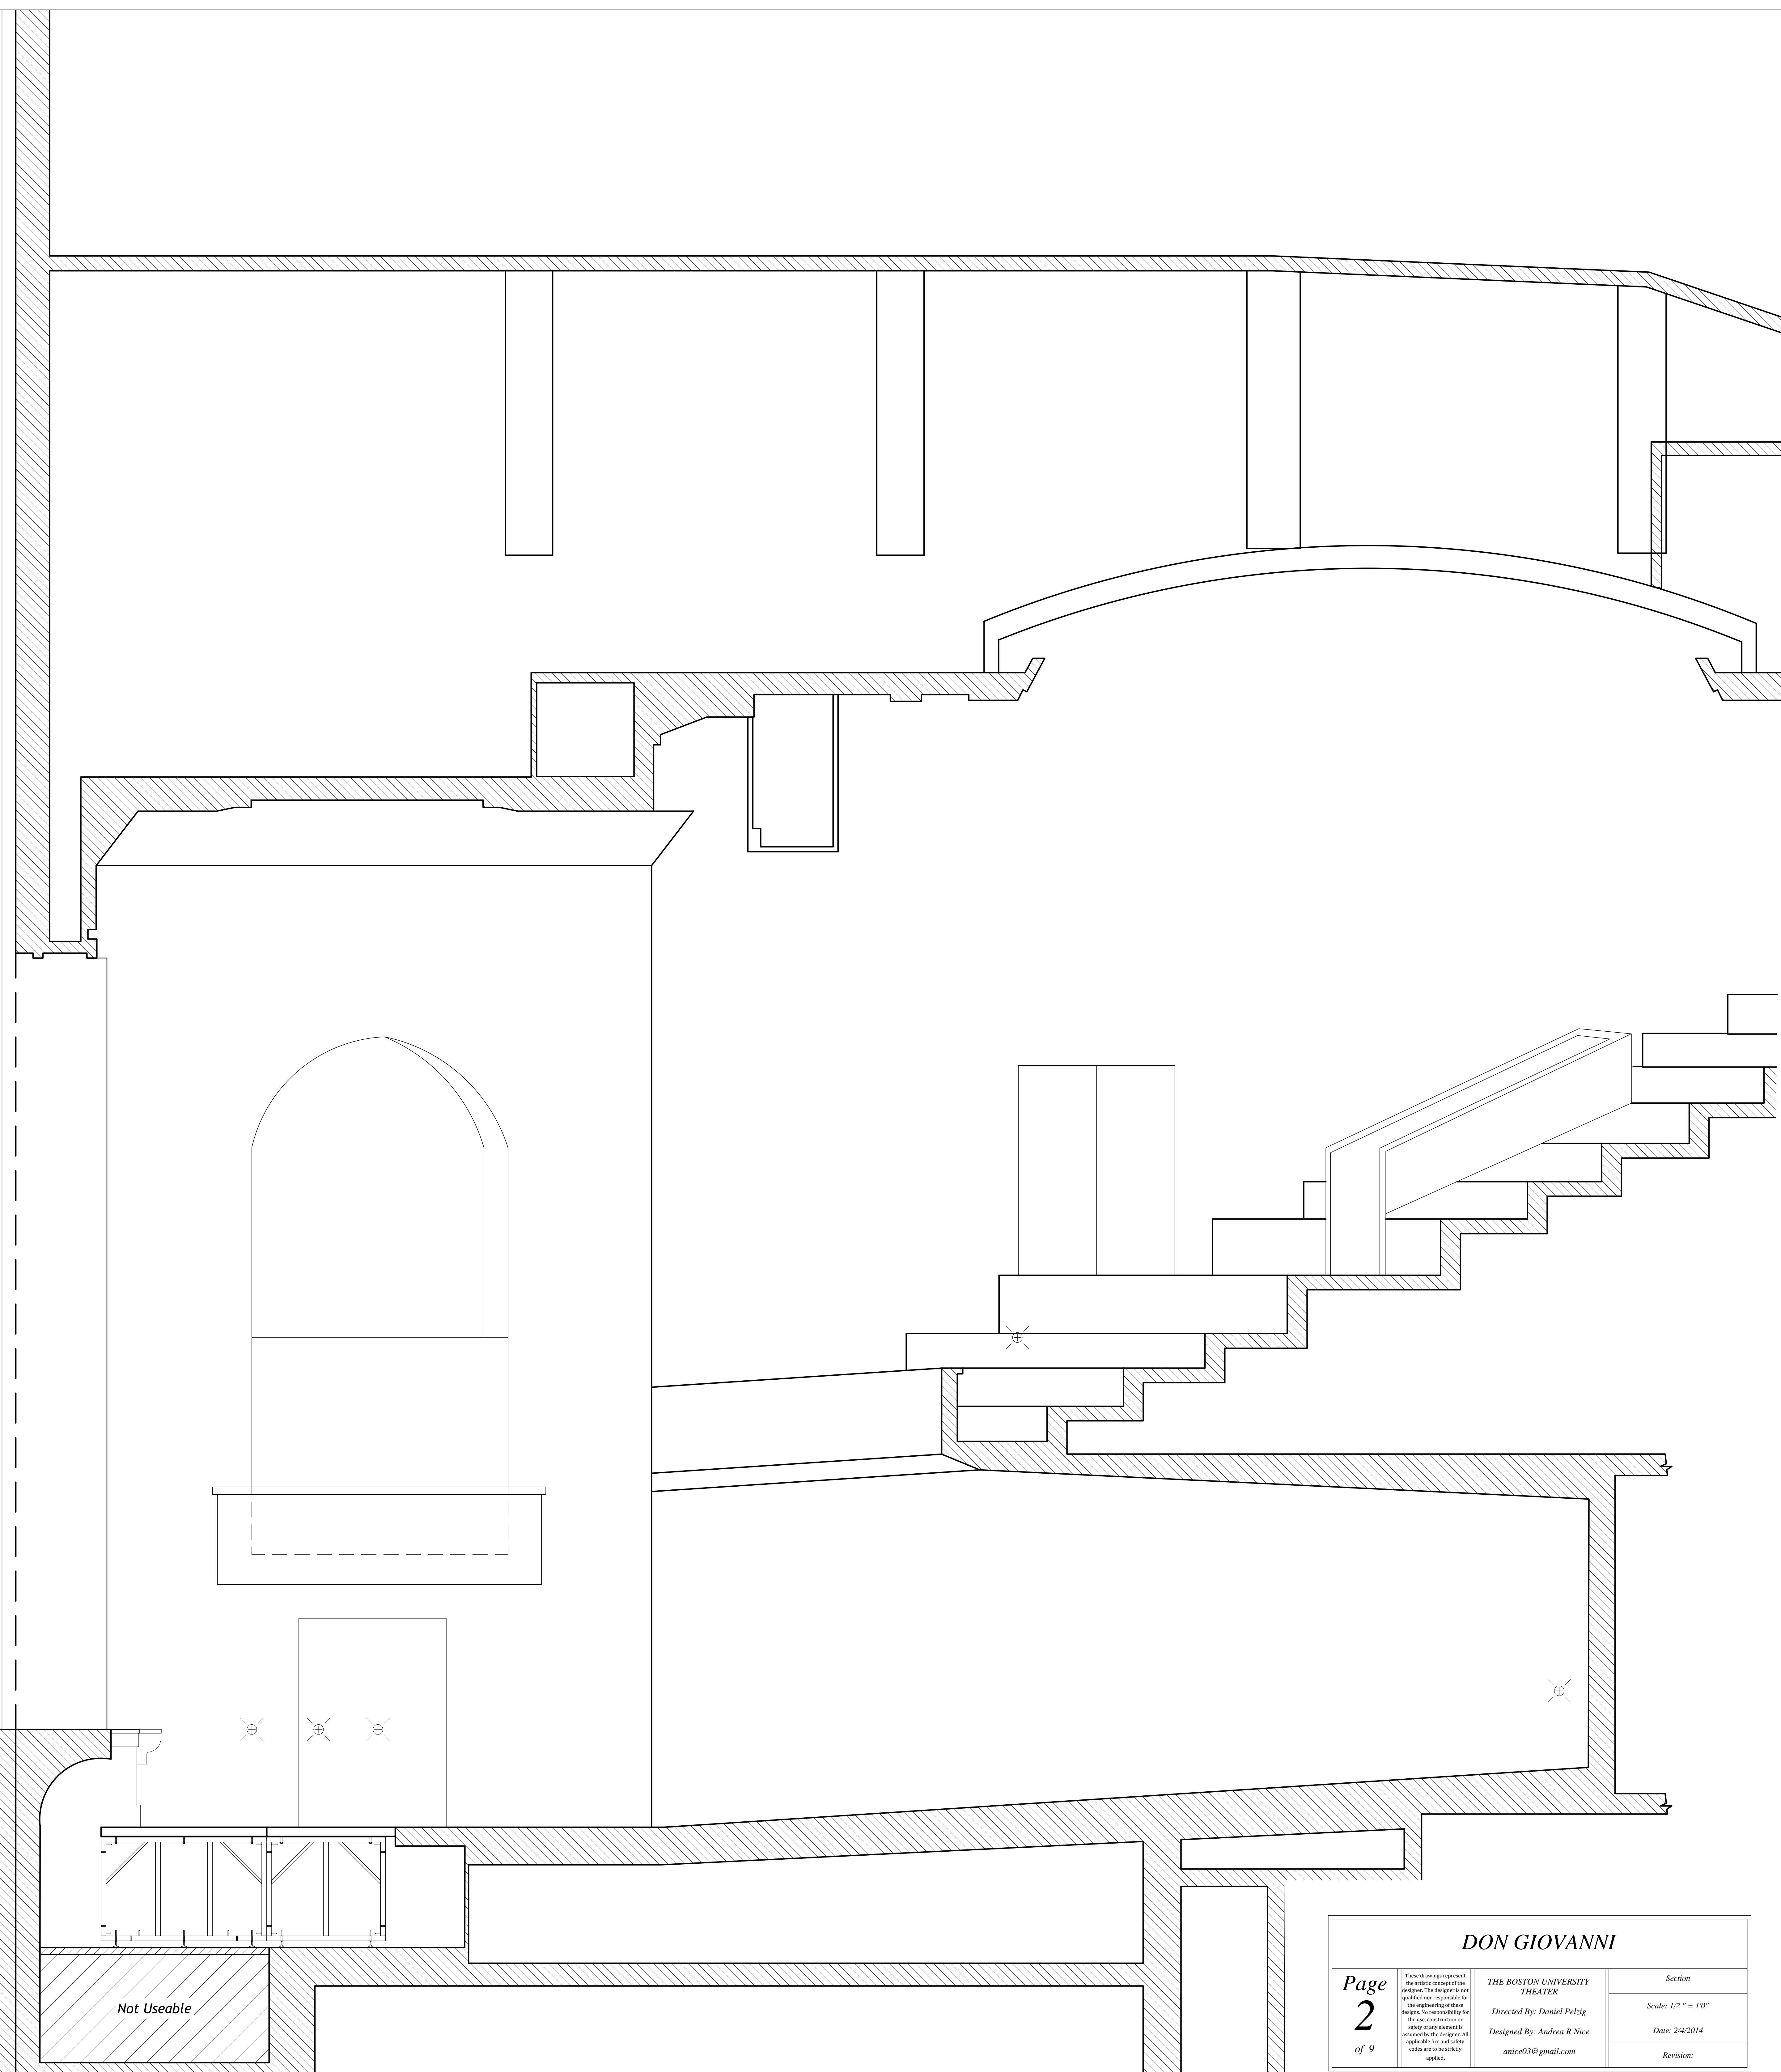 Not Useable
DON GIOVANNI
Page
2
of 9
These drawings represent
the artistic concept of the
designer. The designer is not
qualified nor responsible for
the engineering of these
designs. No responsibility for
the use, construction or
safety of any element is
assumed by the designer. All
applicable fire and safety
codes are to be strictly
applied.
THE BOSTON UNIVERSITY
THEATER
Directed By: Daniel Pelzig
Designed By: Andrea R Nice
anice03@gmail.com
Section
Scale: 1/2 " = 1'0"
Date: 2/4/2014
Revision: